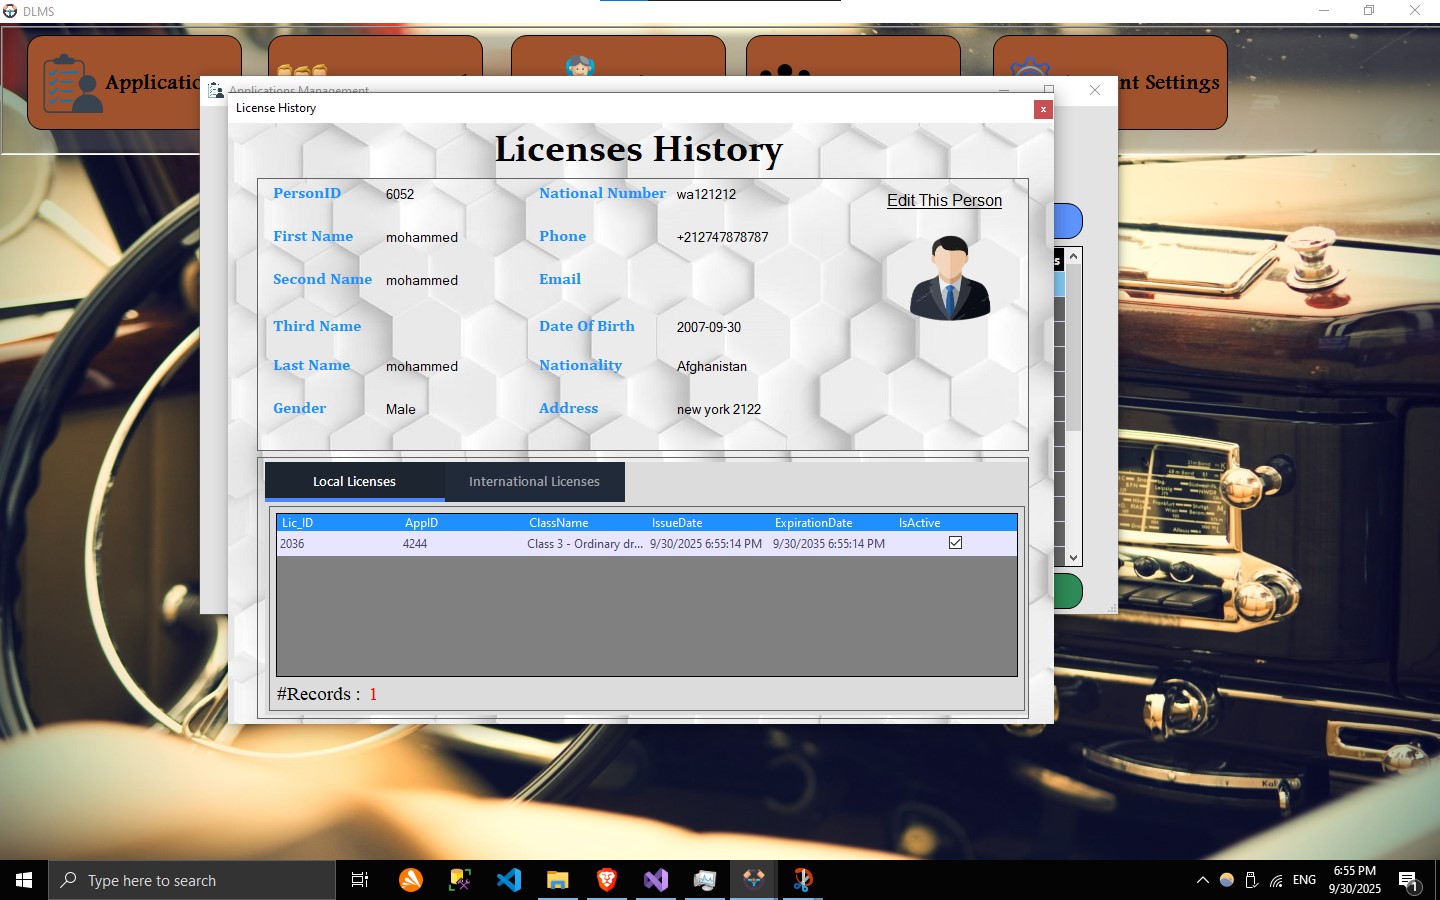 DLMS
Applicatio
nt Settings
Applications Management
License History
x
Licenses History
PersonID 6052 National Number wa121212
Edit This Person
First Name mohammed Phone +212747878787
Second Name mohammed Email
Third Name Date Of Birth 2007-09-30
Last Name mohammed Nationality Afghanistan
Gender Male Address new york 2122
s
Local Licenses International Licenses
Lic_ID AppID ClassName IssueDate ExpirationDate IsActive
2036 4244 Class 3 - Ordinary dr... 9/30/2025 6:55:14 PM 9/30/2035 6:55:14 PM
#Records : 1
Type here to search
ENG
6:55 PM
9/30/2025
1